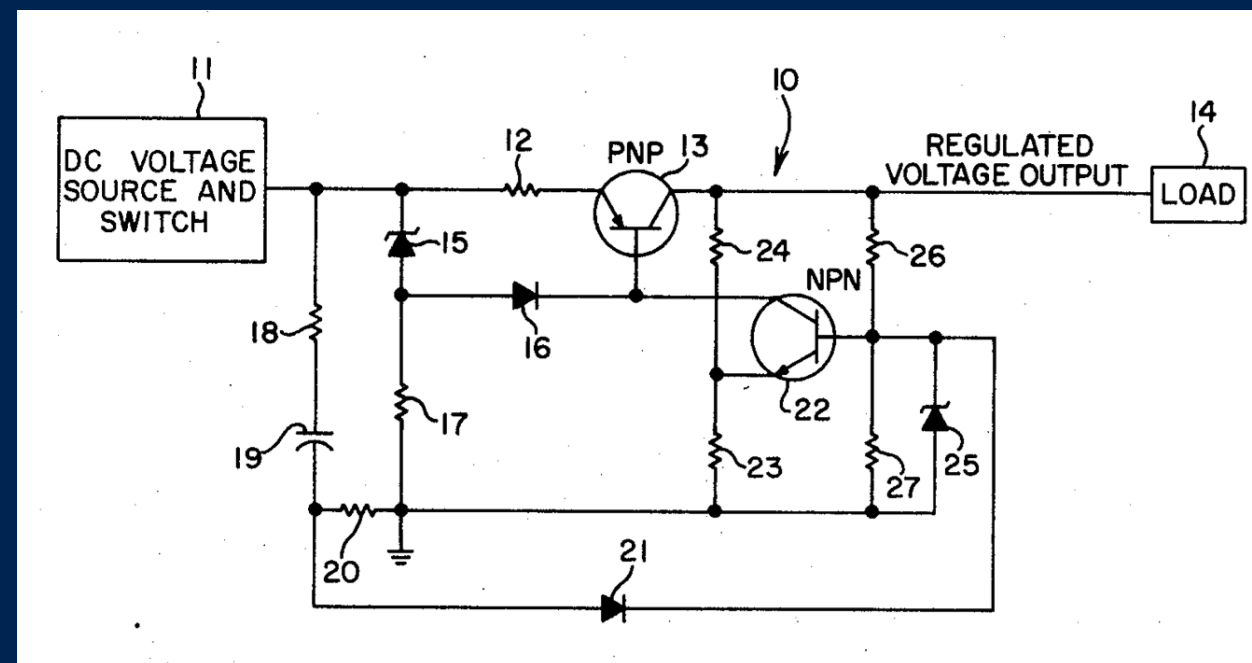 11
10
14
DC VOLTAGE
SOURCE AND
SWITCH
12
PNP
13
REGULATED
VOLTAGE OUTPUT
LOAD
15
24
26
NPN
18
16
22
17
19
23
27
25
20
21